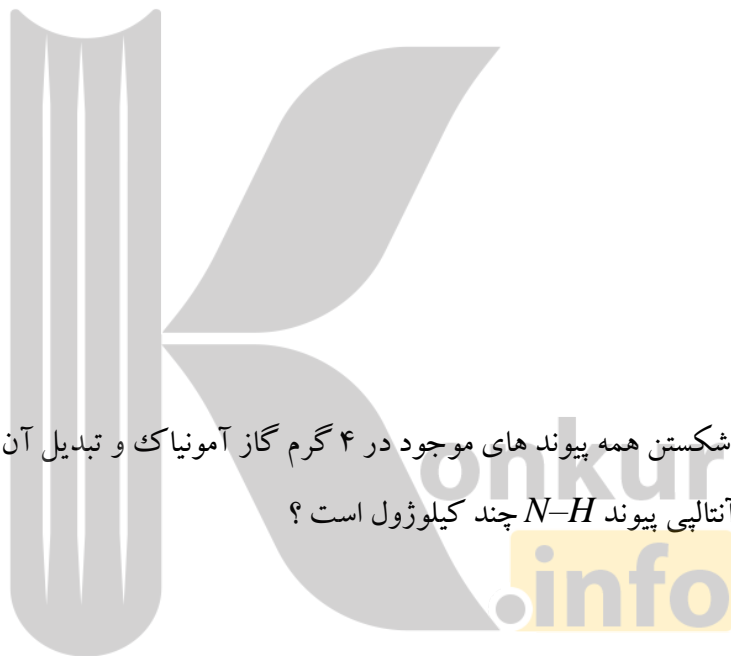 شکستن همه پیوند های موجود در ۴ گرم گاز آمونیاک و تبدیل آن
آنتالپی پیوند N–H چند کیلوژول است ؟
onkur
.info